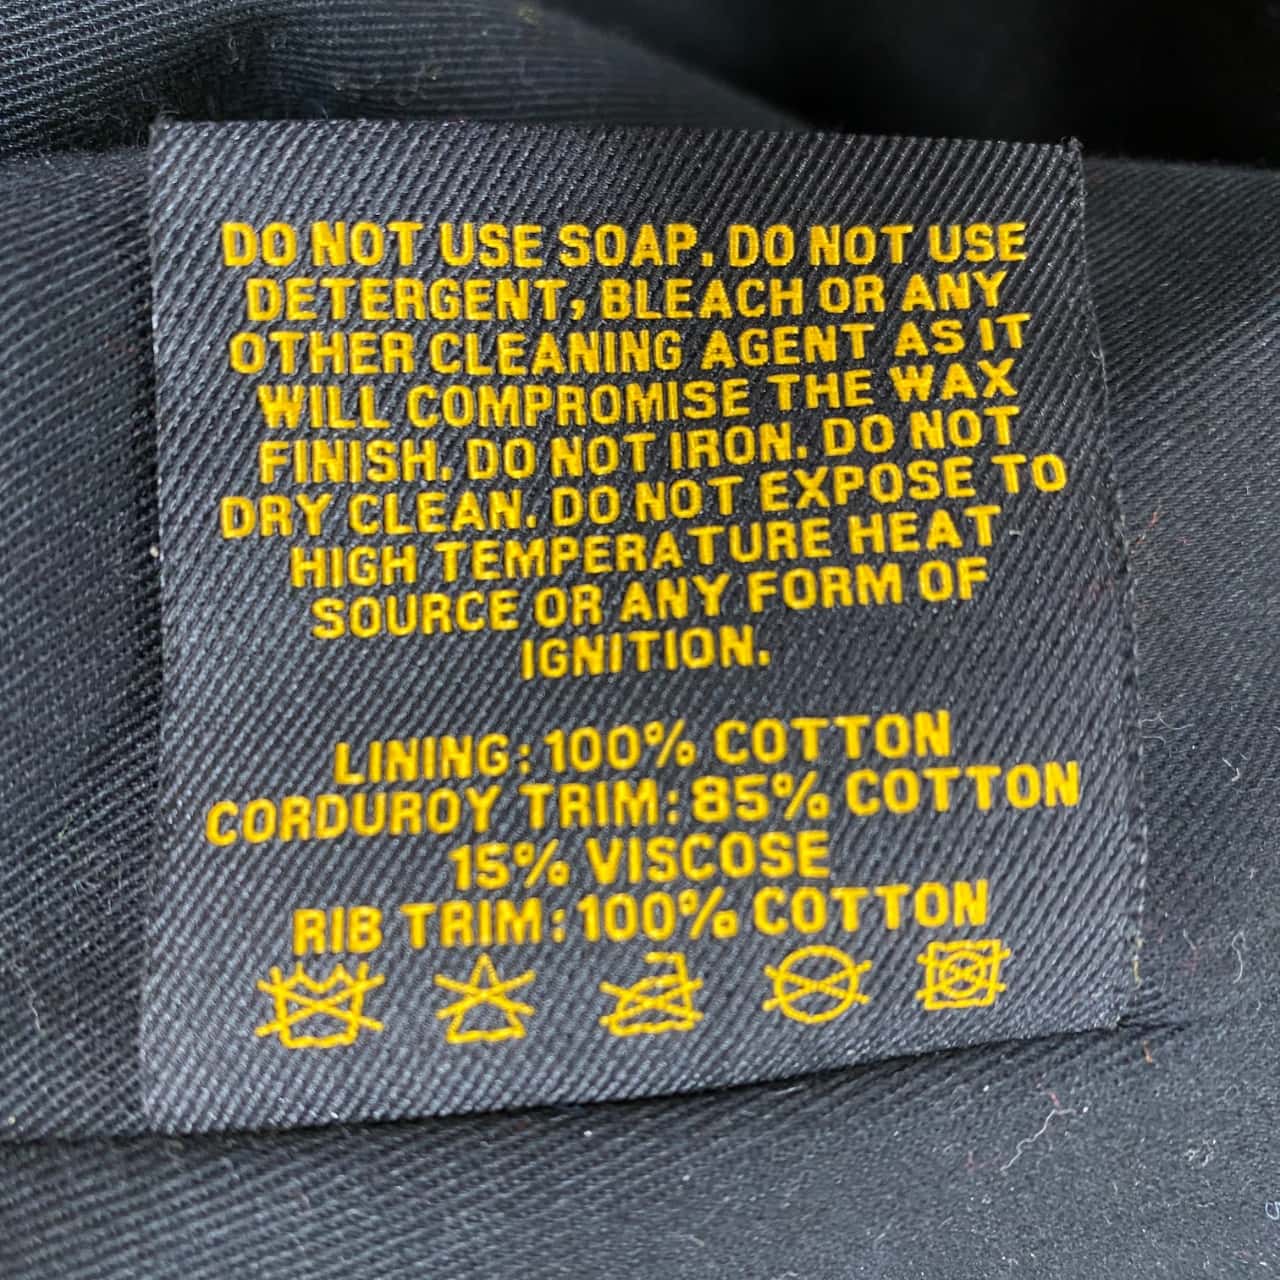 DO NOT USE SOAP. DO NOT USE
DETERGENT, BLEACH OR ANY
OTHER CLEANING AGENT AS IT
WILL COMPROMISE THE WAX
FINISH. DO NOT IRON. DO NOT
DRY CLEAN. DO NOT EXPOSE TO
HIGH TEMPERATURE HEAT
SOURCE OR ANY FORM OF
IGNITION.
LINING: 100% COTTON
CORDUROY TRIM: 85% COTTON
15% VISCOSE
RIB TRIM: 100% COTTON